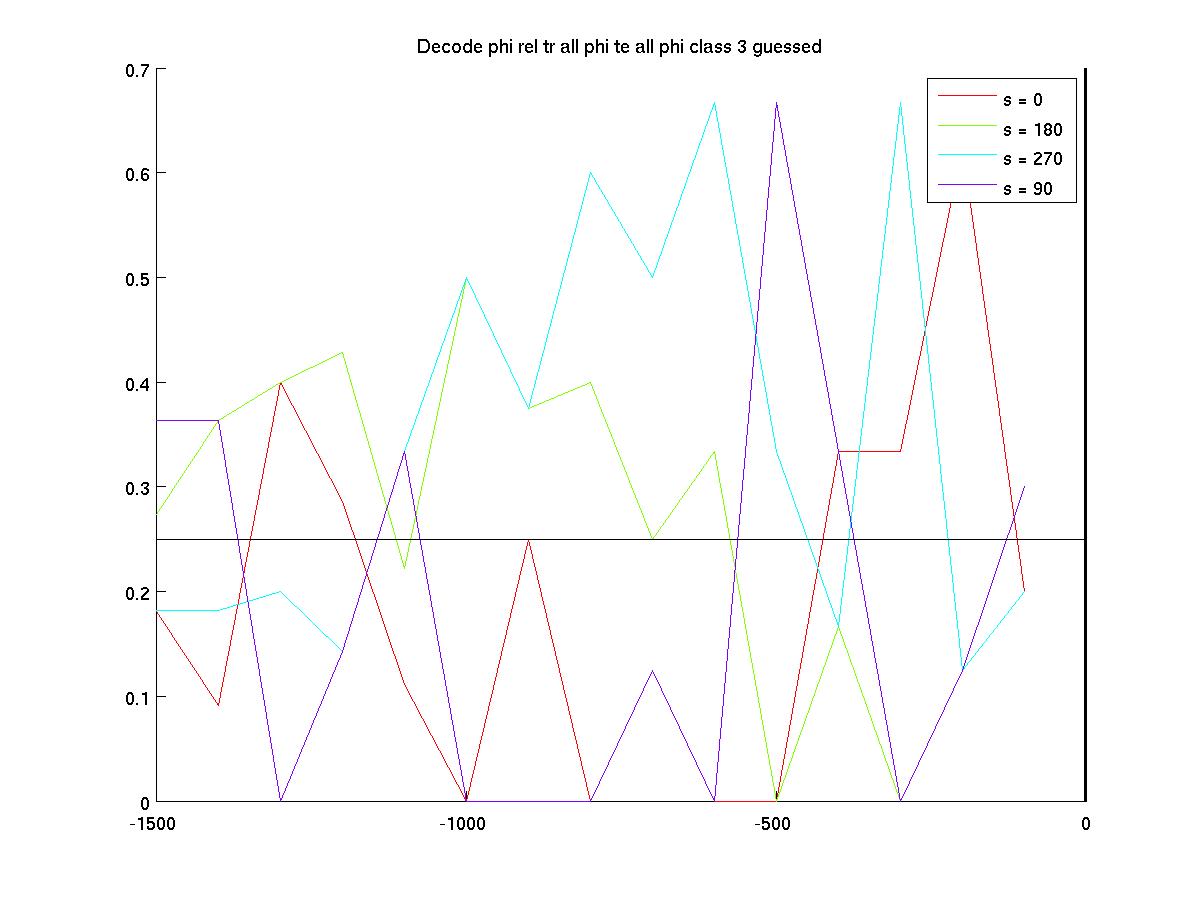 Decode phi rel tr all phi te all phi class 3 guessed
0.7
0.6
0.5
0.4
0.3
0.2
0.1
0
-1500
-1000
-500
0
s = 0
s = 180
s = 270
s = 90